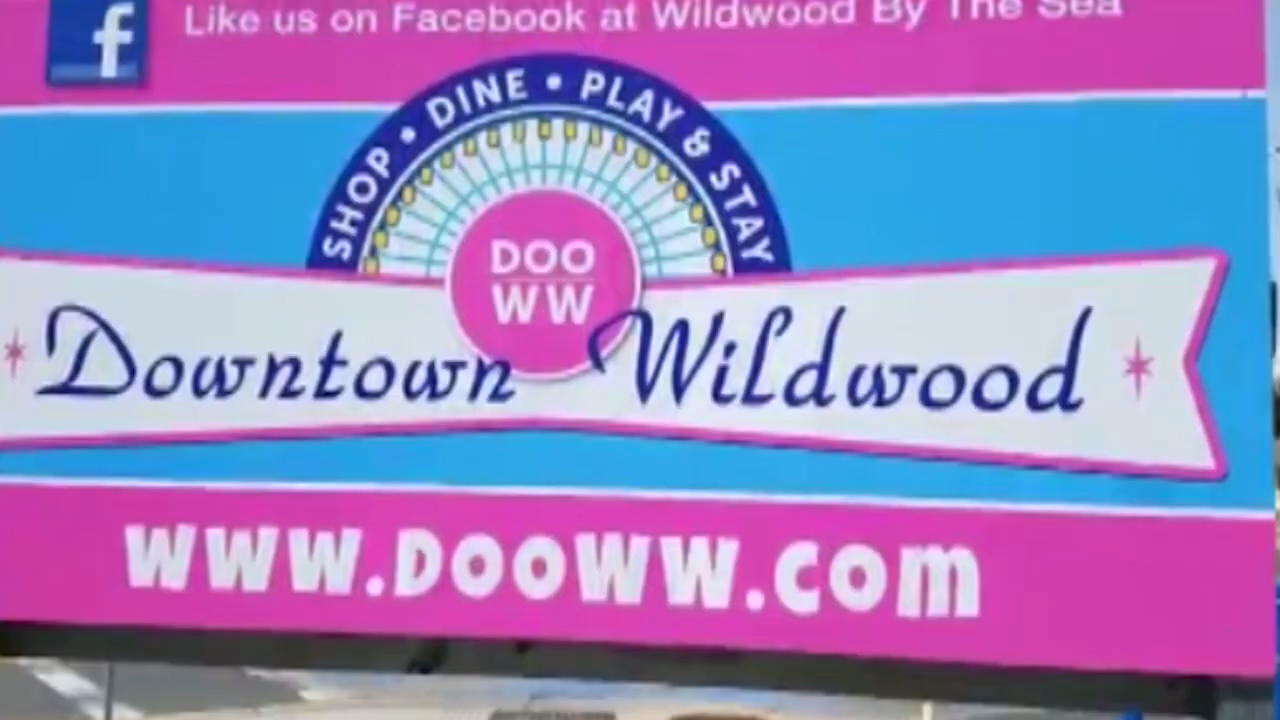 f
Like us on Facebook at Wildwood By The Sea
SHOP • DINE • PLAY & STAY
DOO
WW
Downtown Wildwood
www.DOOWW.com